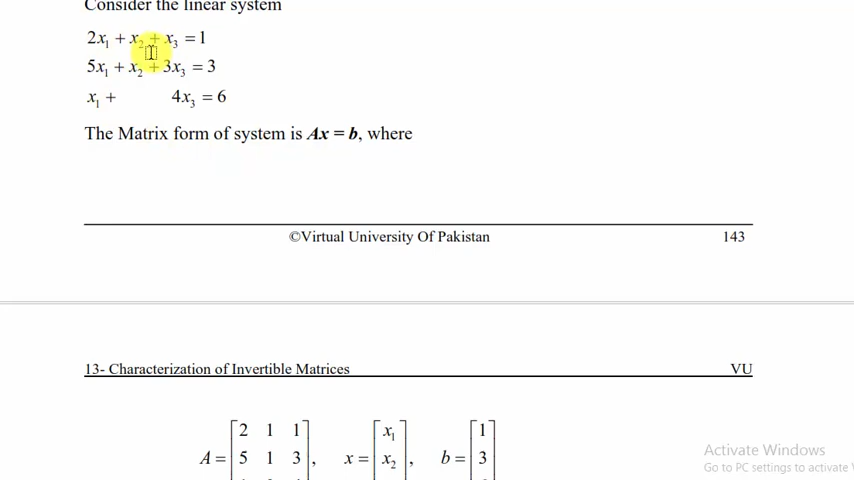 Consider the linear system
2x₁ + x₂ + x₃ = 1
5x₁ + x₂ + 3x₃ = 3
x₁ + 4x₃ = 6
The Matrix form of system is Ax = b, where
©Virtual University Of Pakistan 143
13- Characterization of Invertible Matrices VU
2 1 1 x₁ 1
A = 5 1 3 , x = x₂ , b = 3
Activate Windows
Go to PC settings to activate